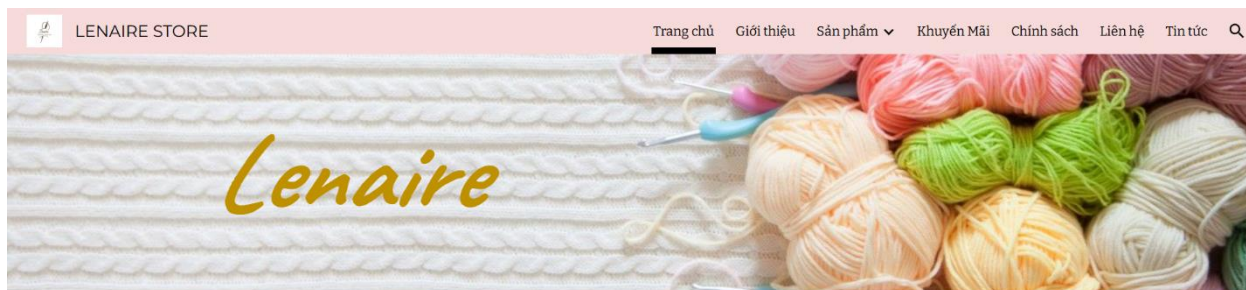 LENAIRE STORE
Trang chủ Giới thiệu Sản phẩm Khuyến Mãi Chính sách Liên hệ Tin tức
Lenaire